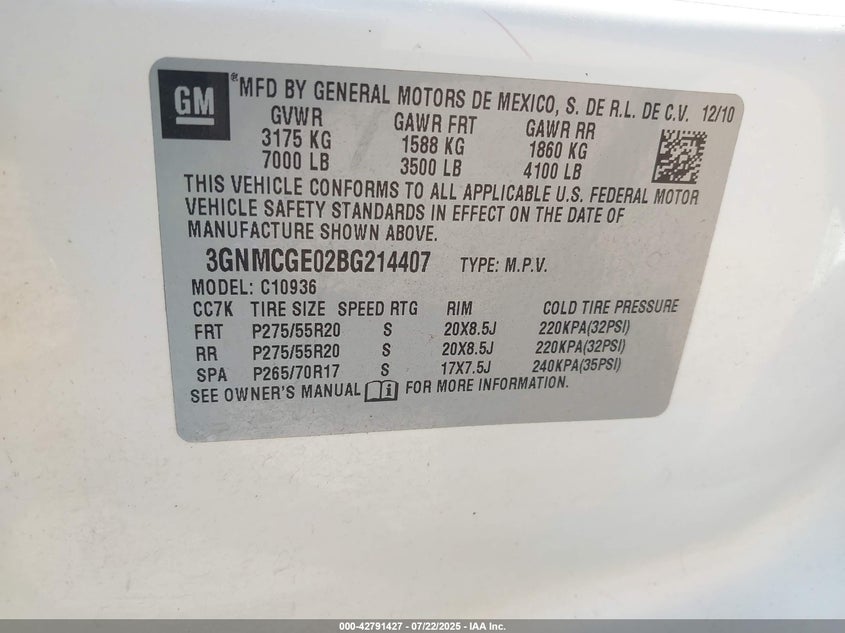 GM
®MFD BY GENERAL MOTORS DE MEXICO, S. DE R.L. DE C.V. 12/10
GVWR GAWR FRT GAWR RR
3175 KG 1588 KG 1860 KG
7000 LB 3500 LB 4100 LB
THIS VEHICLE CONFORMS TO ALL APPLICABLE U.S. FEDERAL MOTOR
VEHICLE SAFETY STANDARDS IN EFFECT ON THE DATE OF
MANUFACTURE SHOWN ABOVE.
3GNMCGE02BG214407 TYPE: M.P.V.
MODEL: C10936
CC7K TIRE SIZE SPEED RTG RIM COLD TIRE PRESSURE
FRT P275/55R20 S 20X8.5J 220KPA(32PSI)
RR P275/55R20 S 20X8.5J 220KPA(32PSI)
SPA P265/70R17 S 17X7.5J 240KPA(35PSI)
SEE OWNER'S MANUAL FOR MORE INFORMATION.
000-42791427 - 07/22/2025 - IAA Inc.